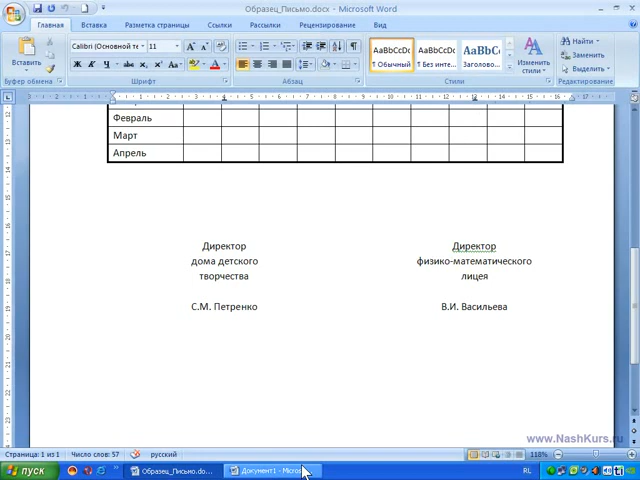 Образец_Письмо.docx - Microsoft Word
Главная Вставка Разметка страницы Ссылки Рассылки Рецензирование Вид
Вставить
Calibri (Основной те 11
Ж К Ч
AaBbCcDc AaBbCcDc AaBbCc
¶ Обычный ¶ Без инте... Заголово...
Изменить стили
Найти
Заменить
Выделить
Буфер обмена Шрифт Абзац Стили Редактирование
Февраль
Март
Апрель
Директор Директор
дома детского физико-математического
творчества лицея
С.М. Петренко В.И. Васильева
www.NashKurs.ru
Страница: 1 из 1 Число слов: 57 русский 118%
пуск Образец_Письмо.do... Документ1 - Micros RL